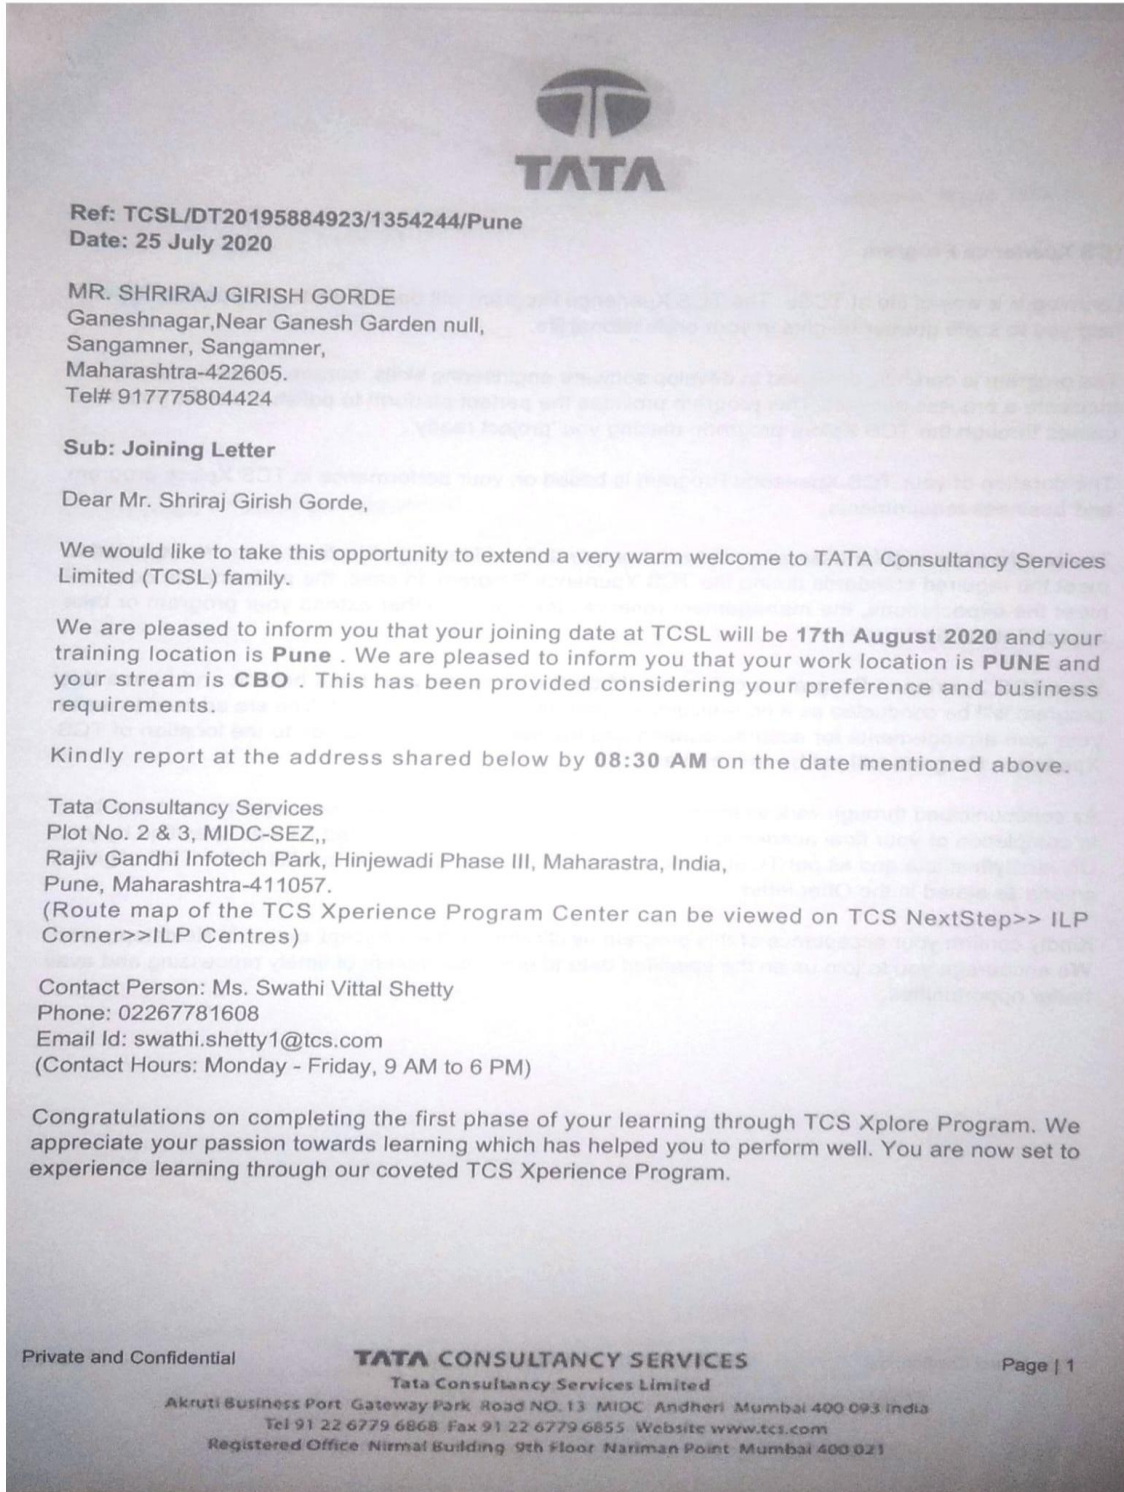 TATA
Ref: TCSL/DT20195884923/1354244/Pune
Date: 25 July 2020
MR. SHRIRAJ GIRISH GORDE
Ganeshnagar,Near Ganesh Garden null,
Sangamner, Sangamner,
Maharashtra-422605.
Tel# 917775804424
Sub: Joining Letter
Dear Mr. Shriraj Girish Gorde,
We would like to take this opportunity to extend a very warm welcome to TATA Consultancy Services
Limited (TCSL) family.
We are pleased to inform you that your joining date at TCSL will be 17th August 2020 and your
training location is Pune . We are pleased to inform you that your work location is PUNE and
your stream is CBO . This has been provided considering your preference and business
requirements.
Kindly report at the address shared below by 08:30 AM on the date mentioned above.
Tata Consultancy Services
Plot No. 2 & 3, MIDC-SEZ,,
Rajiv Gandhi Infotech Park, Hinjewadi Phase III, Maharastra, India,
Pune, Maharashtra-411057.
(Route map of the TCS Xperience Program Center can be viewed on TCS NextStep>> ILP
Corner>>ILP Centres)
Contact Person: Ms. Swathi Vittal Shetty
Phone: 02267781608
Email Id: swathi.shetty1@tcs.com
(Contact Hours: Monday - Friday, 9 AM to 6 PM)
Congratulations on completing the first phase of your learning through TCS Xplore Program. We
appreciate your passion towards learning which has helped you to perform well. You are now set to
experience learning through our coveted TCS Xperience Program.
Private and Confidential
TATA CONSULTANCY SERVICES
Page | 1
Tata Consultancy Services Limited
Akruti Business Port Gateway Park Road NO. 13 MIDC Andheri Mumbai 400 093 India
Tel 91 22 6779 6868 Fax 91 22 6779 6855 Website www.tcs.com
Registered Office Nirmal Building 9th Floor Nariman Point Mumbai 400 021